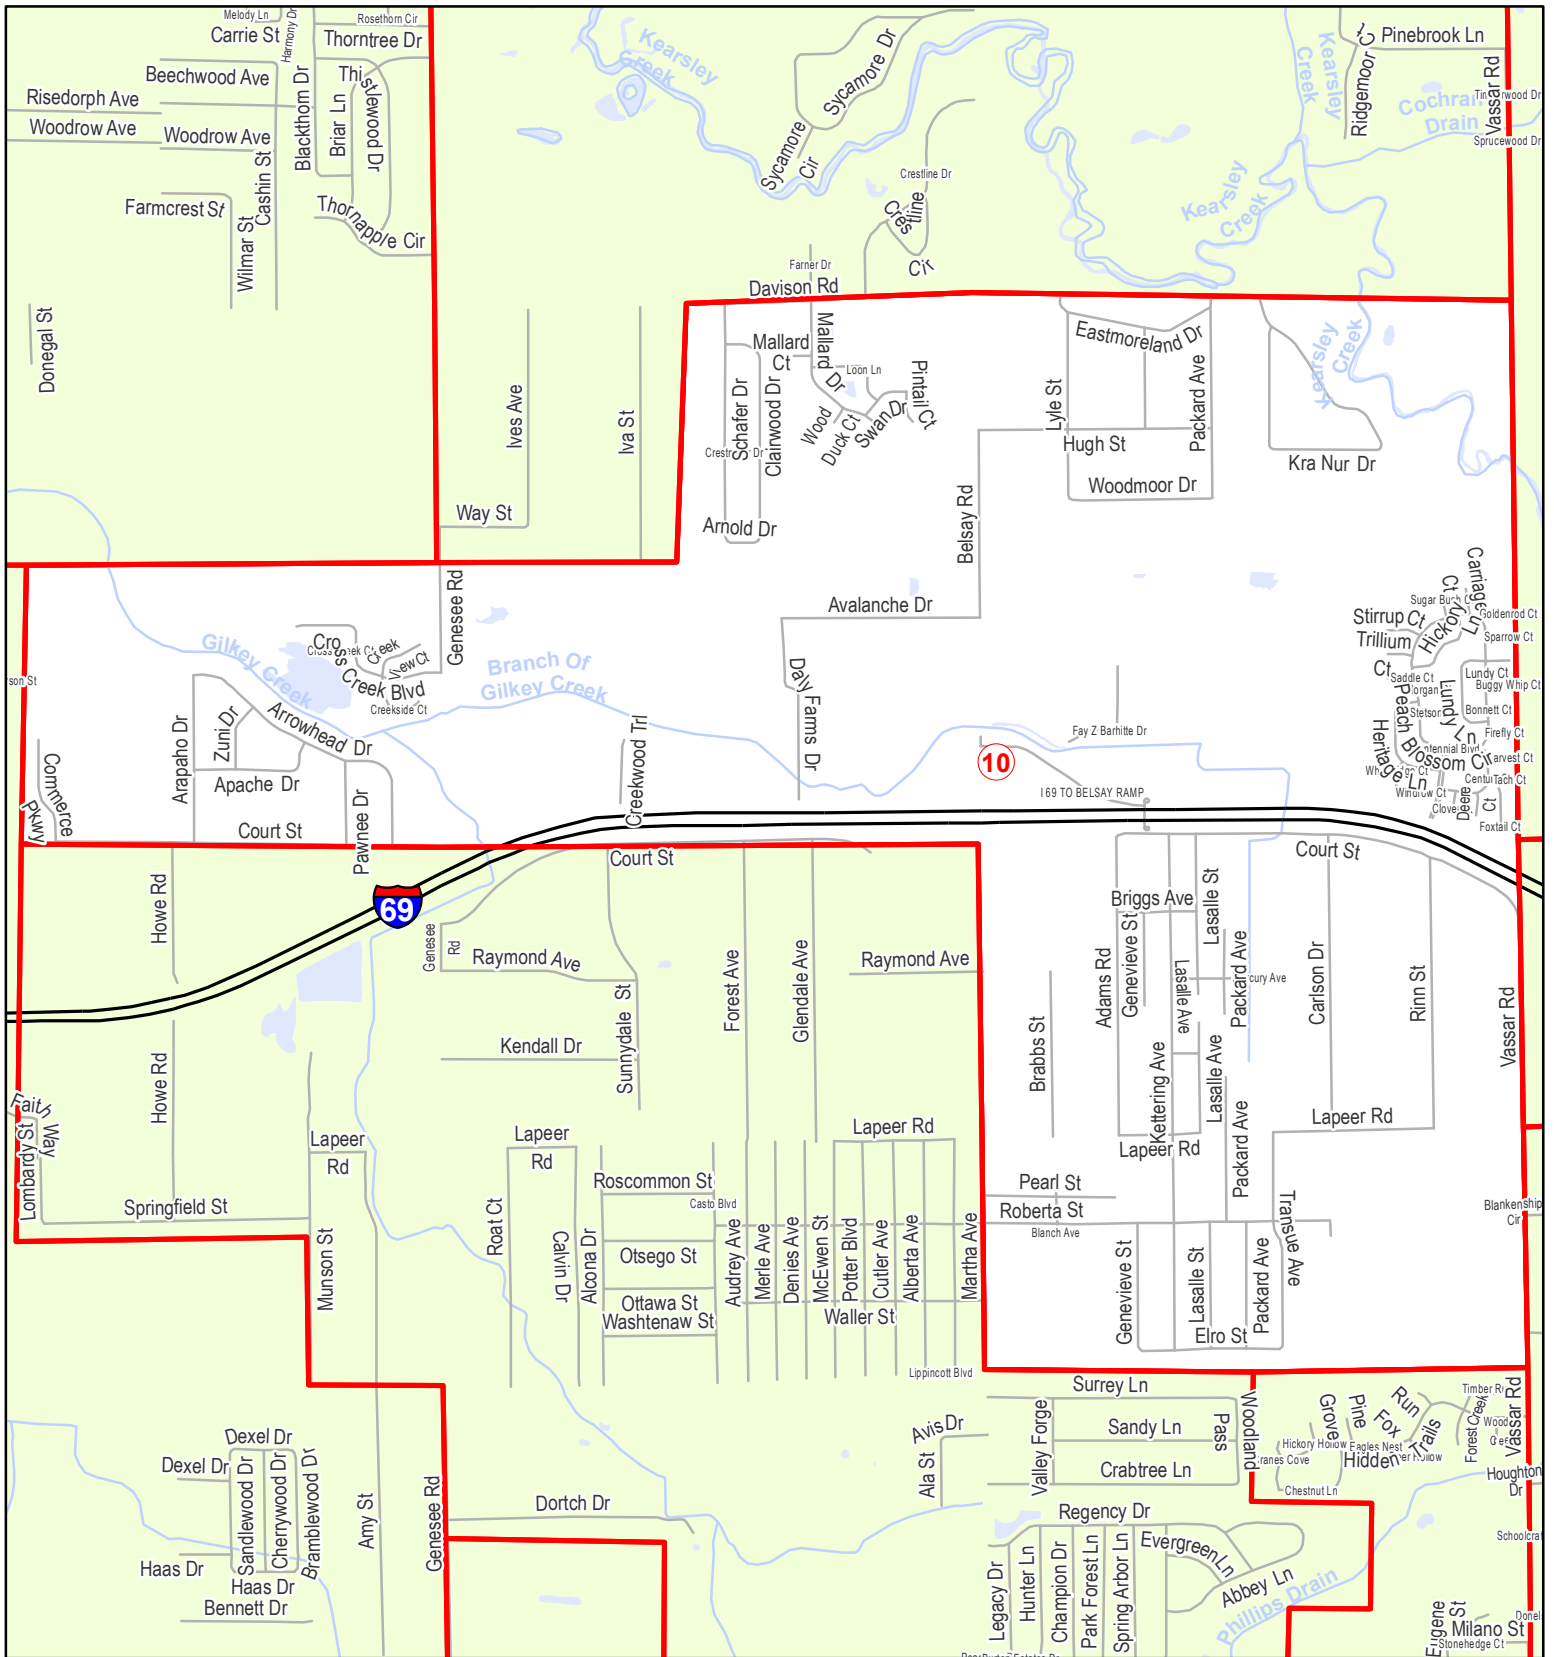 Melody Ln
Carrie St
Harmony Dr
Rosethorn Cir
Thorntree Dr
Beechwood Ave
Thistlewood Dr
Risedorph Ave
Woodrow Ave
Woodrow Ave
Blackthorn Dr
Briar Ln
Cashin St
Farmcrest St
Wilmar St
Thornapple Cir
Donegal St
Kearsley
Creek
Sycamore Dr
Sycamore
Cir
Crestline Dr
Crestline
Cir
Farner Dr
Davison Rd
Kearsley
Creek
Kearsley
Creek
Kearsley
Creek
Ridgemoor Ct
Pinebrook Ln
Vassar Rd
Cochran
Drain
Sprucewood Dr
Ives Ave
Iva St
Way St
Mallard
Ct
Mallard
Dr
Loon Ln
Pintail Ct
Schafer Dr
Clairwood Dr
Wood
Duck Ct
Swan Dr
Arnold Dr
Eastmoreland Dr
Lyle St
Packard Ave
Hugh St
Woodmoor Dr
Kearsley
Creek
Kra Nur Dr
Belsay Rd
Avalanche Dr
Genesee Rd
Gilkey Creek
Branch Of
Gilkey Creek
Cross Creek Blvd
Creek
View Ct
Creekside Ct
Arapaho Dr
Zuni Dr
Arrowhead Dr
Apache Dr
Pawnee Dr
Court St
Commerce
Pkwy
Creekwood Trl
Daly Farms Dr
Fay Z Barhitte Dr
10
I 69 TO BELSAY RAMP
Carriage
Ln
Hickory
Ct
Goldenrod Ct
Stirrup Ct
Trillium
Ct
Sparrow Ct
Saddle Ct
Lundy Ct
Buggy Whip Ct
Lundy
Ln
Bonnett Ct
Firefly Ct
Peach Blossom Cir
Heritage Ln
Tach Ct
Deere
Ct
Foxtail Ct
69
Howe Rd
Howe Rd
Court St
Court St
Genesee
Rd
Raymond Ave
Raymond Ave
Sunnydale St
Forest Ave
Glendale Ave
Kendall Dr
Briggs Ave
Lasalle St
Adams Rd
Genevieve St
Lasalle Ave
Packard Ave
Carlson Dr
Rinn St
Vassar Rd
Brabbs St
Kettering Ave
Lasalle Ave
Packard Ave
Lapeer Rd
Lapeer Rd
Faith
Way
Lombardy St
Springfield St
Lapeer
Rd
Munson St
Lapeer
Rd
Roat Ct
Calvin Dr
Alcona Dr
Roscommon St
Casto Blvd
Otsego St
Ottawa St
Washtenaw St
Lapeer Rd
Audrey Ave
Merle Ave
Denies Ave
McEwen St
Potter Blvd
Cutler Ave
Alberta Ave
Martha Ave
Waller St
Lippincott Blvd
Pearl St
Roberta St
Blanch Ave
Genevieve St
Lasalle St
Packard Ave
Transue Ave
Elro St
Blankenship
Cir
Dexel Dr
Dexel Dr
Sandlewood Dr
Cherrywood Dr
Bramblewood Dr
Haas Dr
Haas Dr
Bennett Dr
Amy St
Genesee Rd
Dortch Dr
Avis Dr
Ala St
Surrey Ln
Valley Forge
Sandy Ln
Pass
Crabtree Ln
Woodland
Grove
Pine
Fox
Run
Hidden
Trails
Hickory Hollow
Eagles Nest
Chestnut Ln
Forest Creek
Vassar Rd
Houghton
Dr
Regency Dr
Legacy Dr
Hunter Ln
Champion Dr
Park Forest Ln
Spring Arbor Ln
Evergreen Ln
Abbey Ln
Phillips Drain
Eugene
St
Milano St
Stonehedge Ct